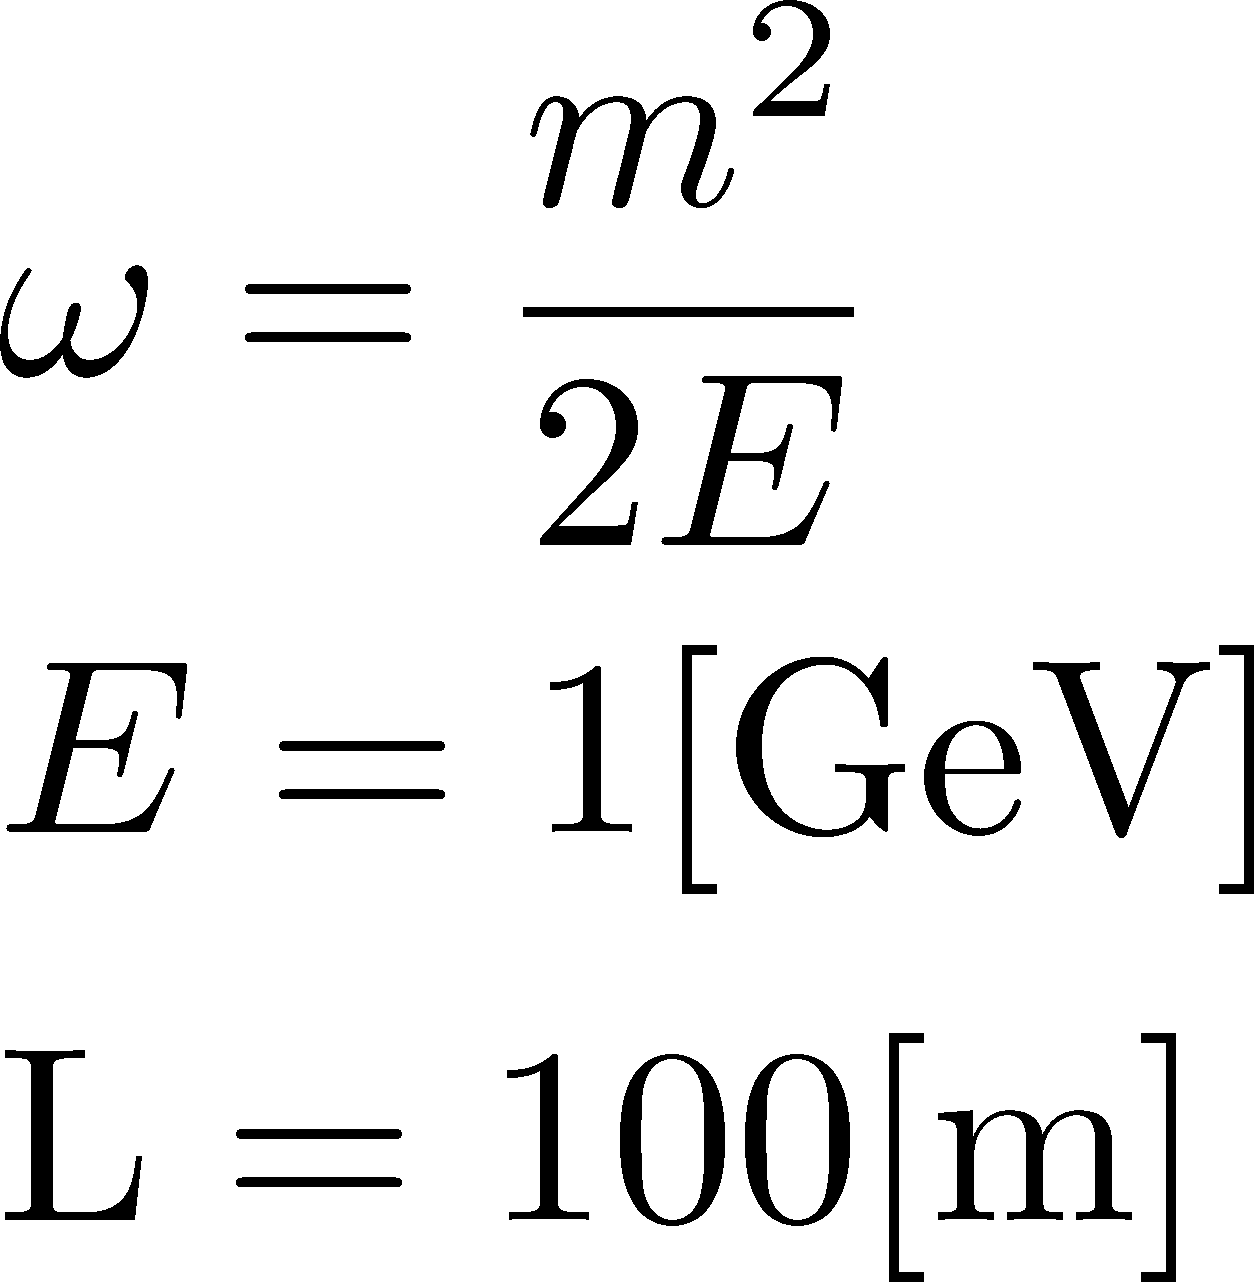 ω = m² / 2E
E = 1[GeV]
L = 100[m]